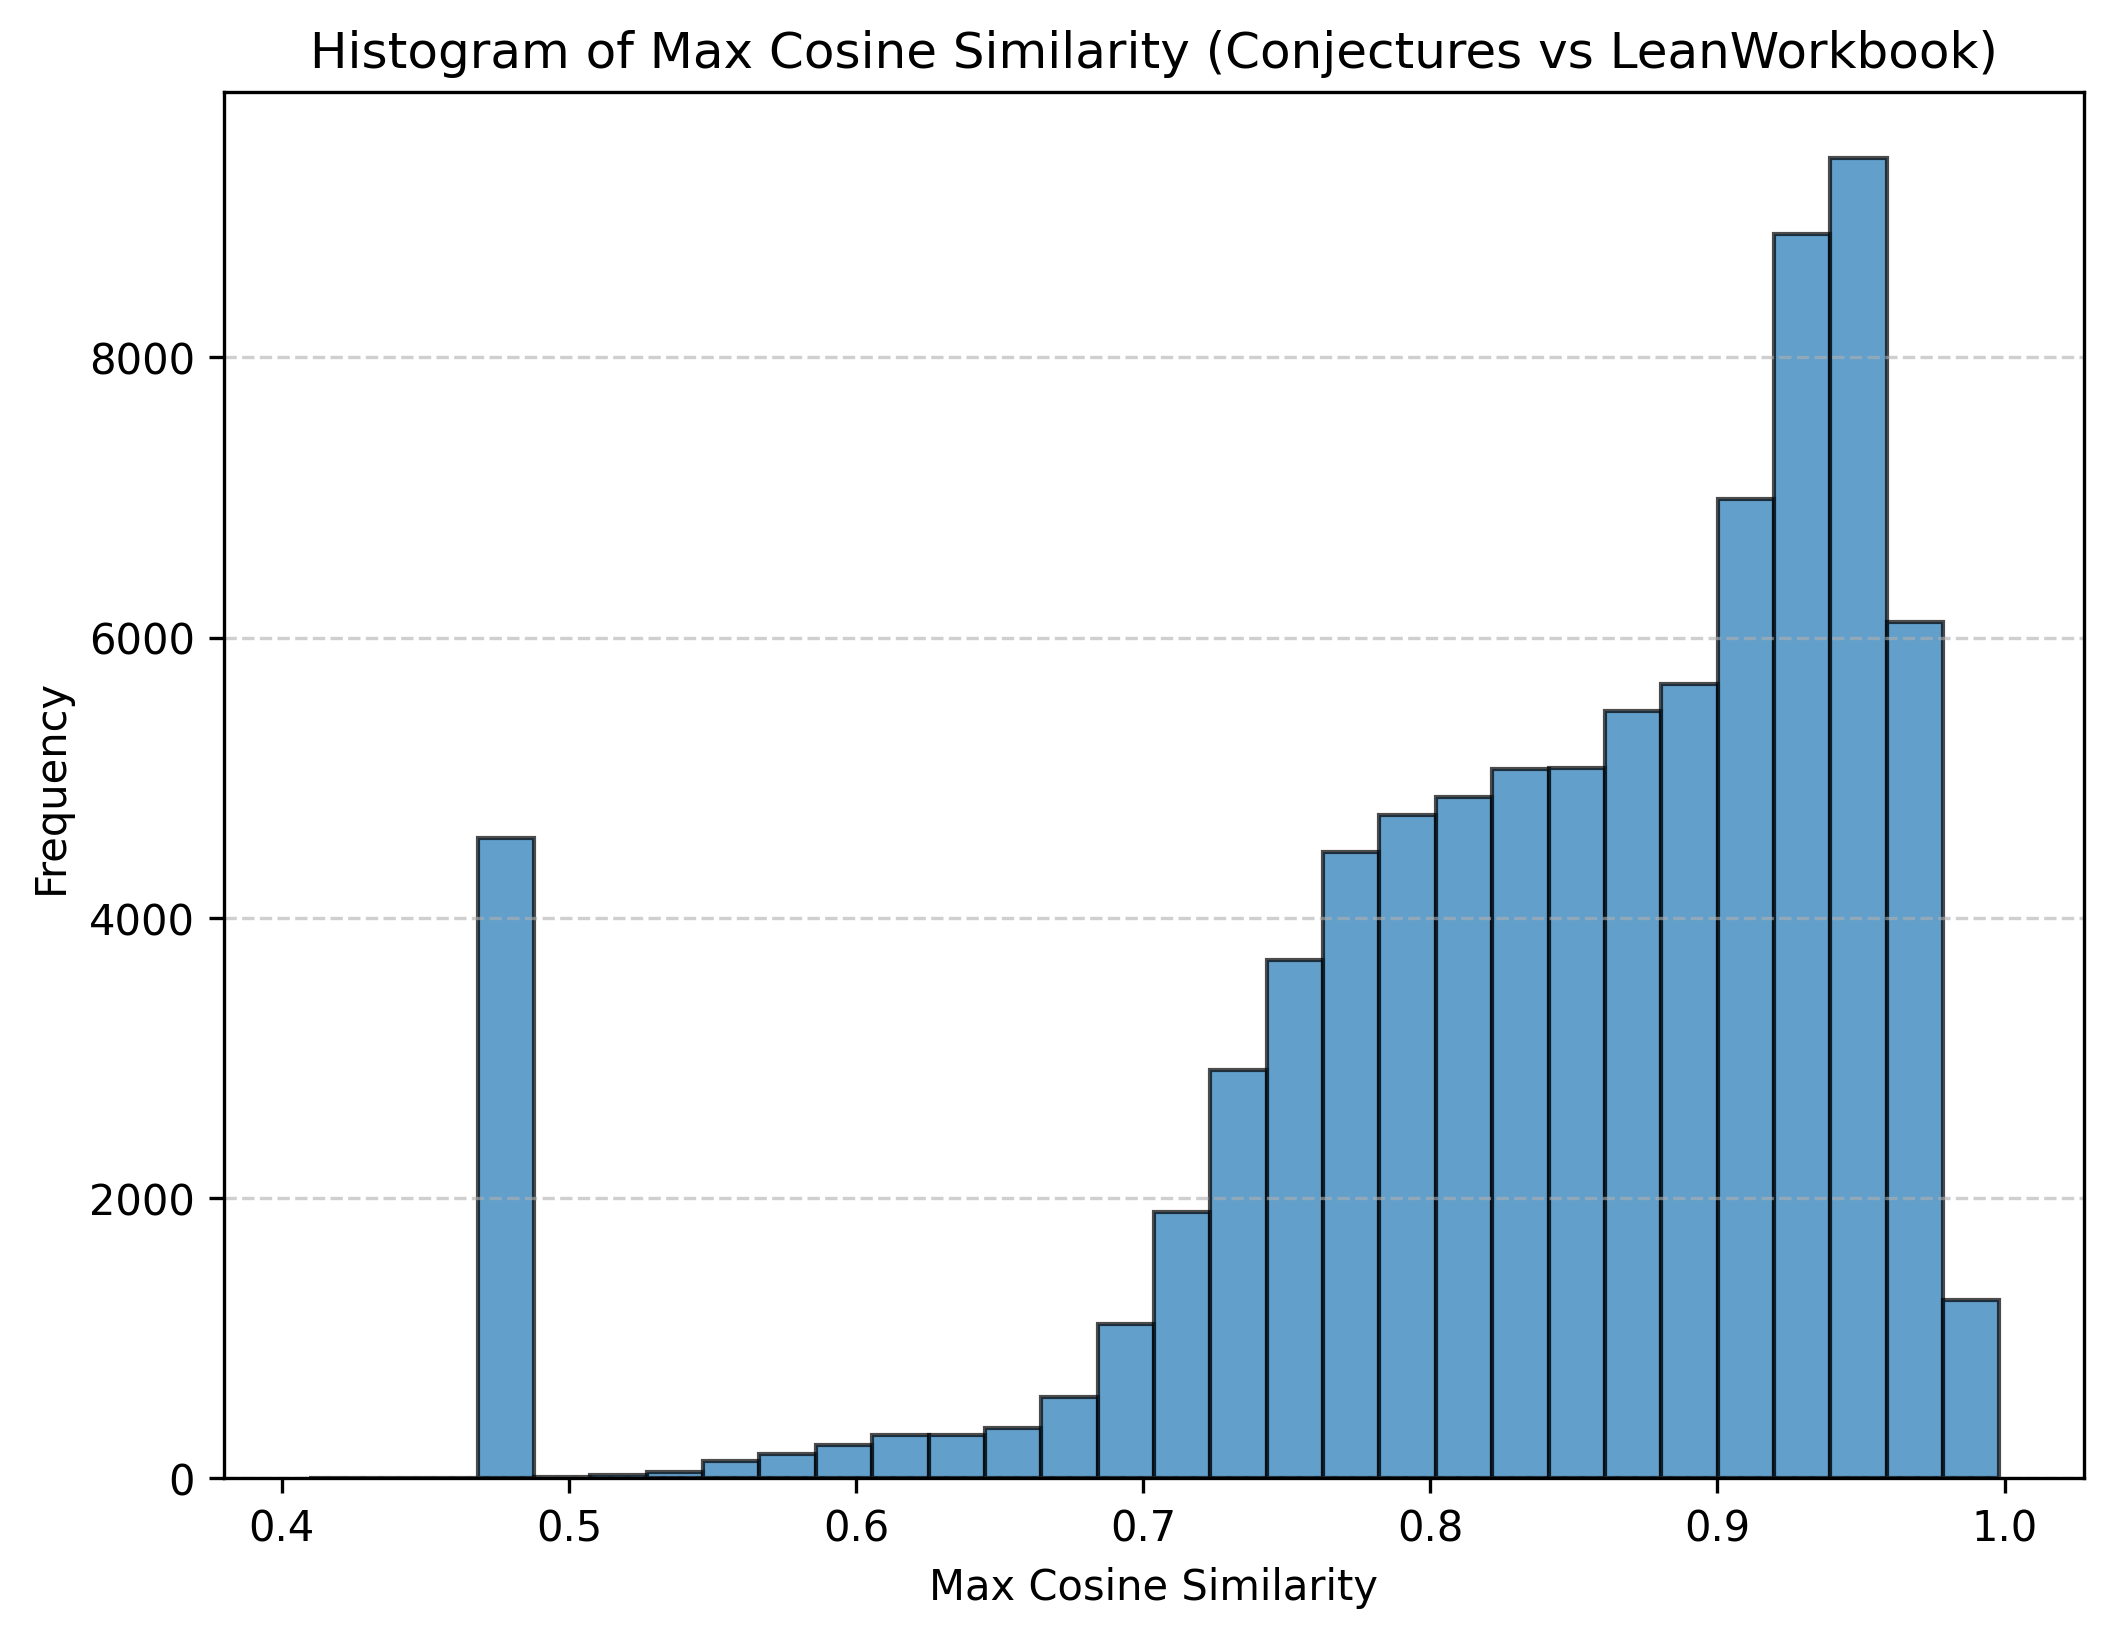 Histogram of Max Cosine Similarity (Conjectures vs LeanWorkbook)
8000
6000
4000
2000
0
Frequency
0.4 0.5 0.6 0.7 0.8 0.9 1.0
Max Cosine Similarity